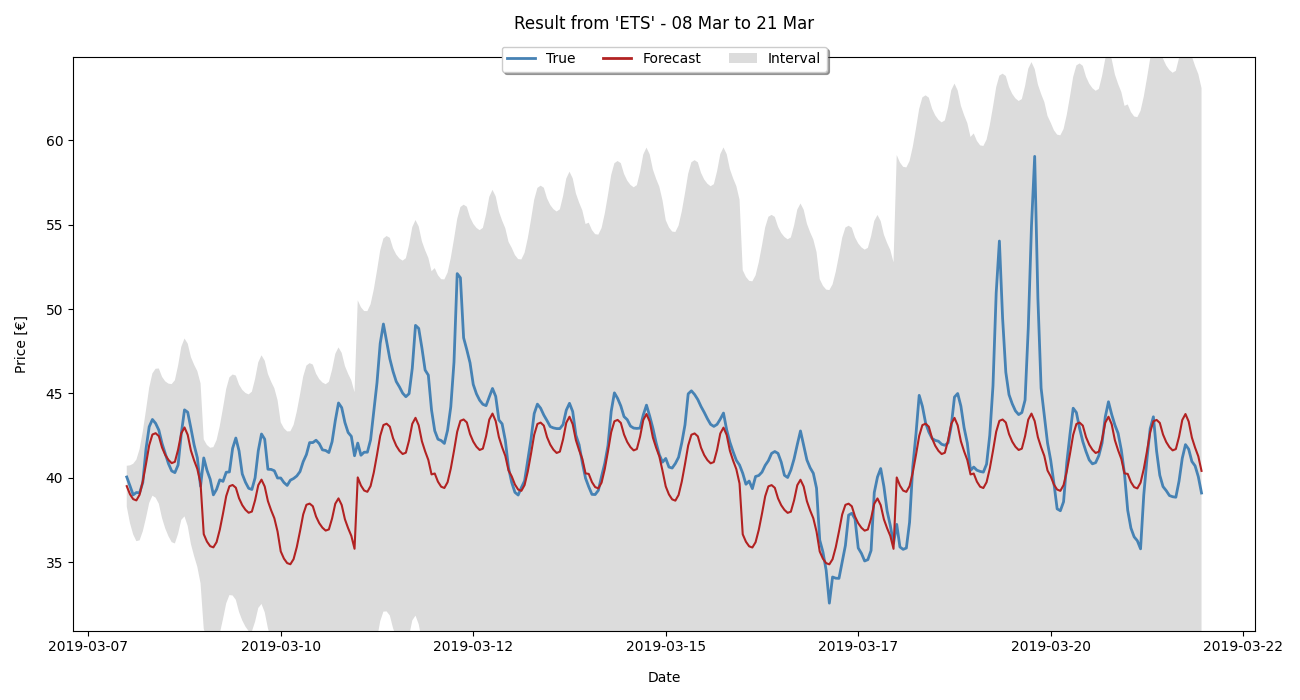 Result from 'ETS' - 08 Mar to 21 Mar
True Forecast Interval
60
55
50
45
40
35
Price [€]
2019-03-07 2019-03-10 2019-03-12 2019-03-15 2019-03-17 2019-03-20 2019-03-22
Date